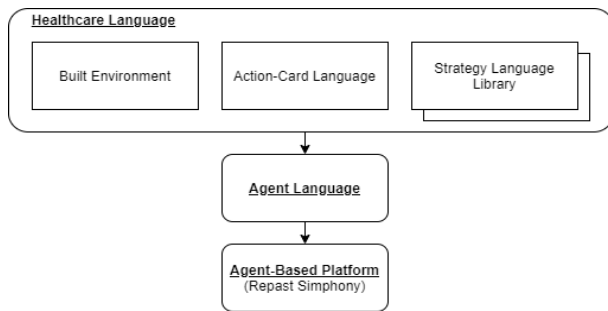 Healthcare Language
Built Environment
Action-Card Language
Strategy Language
Library
Agent Language
Agent-Based Platform
(Repast Simphony)